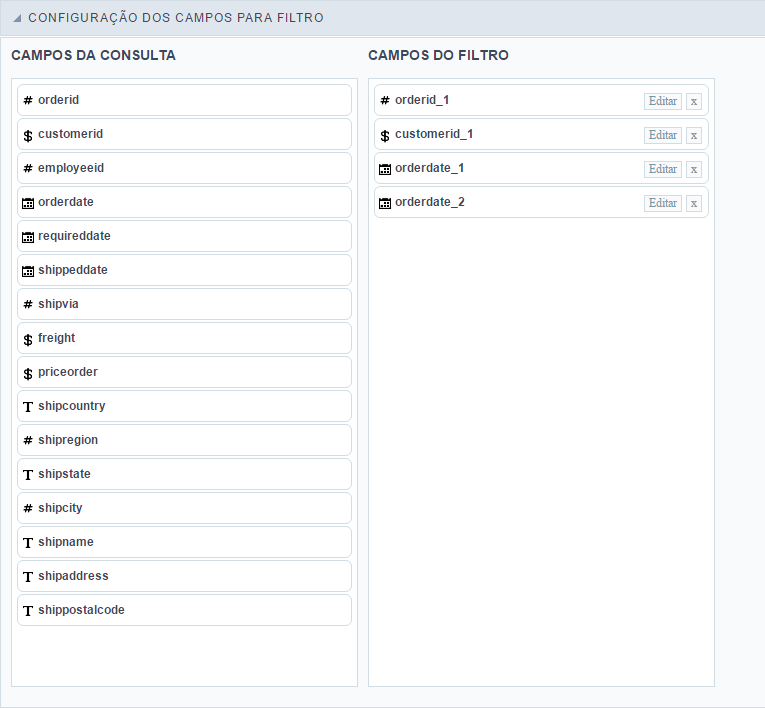 CONFIGURAÇÃO DOS CAMPOS PARA FILTRO
CAMPOS DA CONSULTA
# orderid
$ customerid
# employeeid
orderdate
requireddate
shippeddate
# shipvia
$ freight
$ priceorder
T shipcountry
# shipregion
T shipstate
# shipcity
T shipname
T shipaddress
T shippostalcode
CAMPOS DO FILTRO
# orderid_1 Editar x
$ customerid_1 Editar x
orderdate_1 Editar x
orderdate_2 Editar x